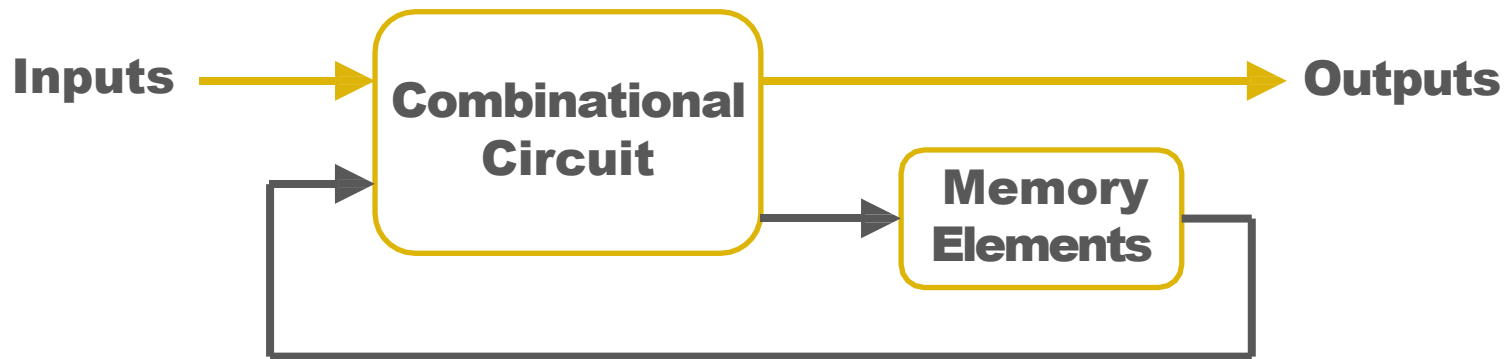 Inputs
Combinational
Circuit
Outputs
Memory
Elements